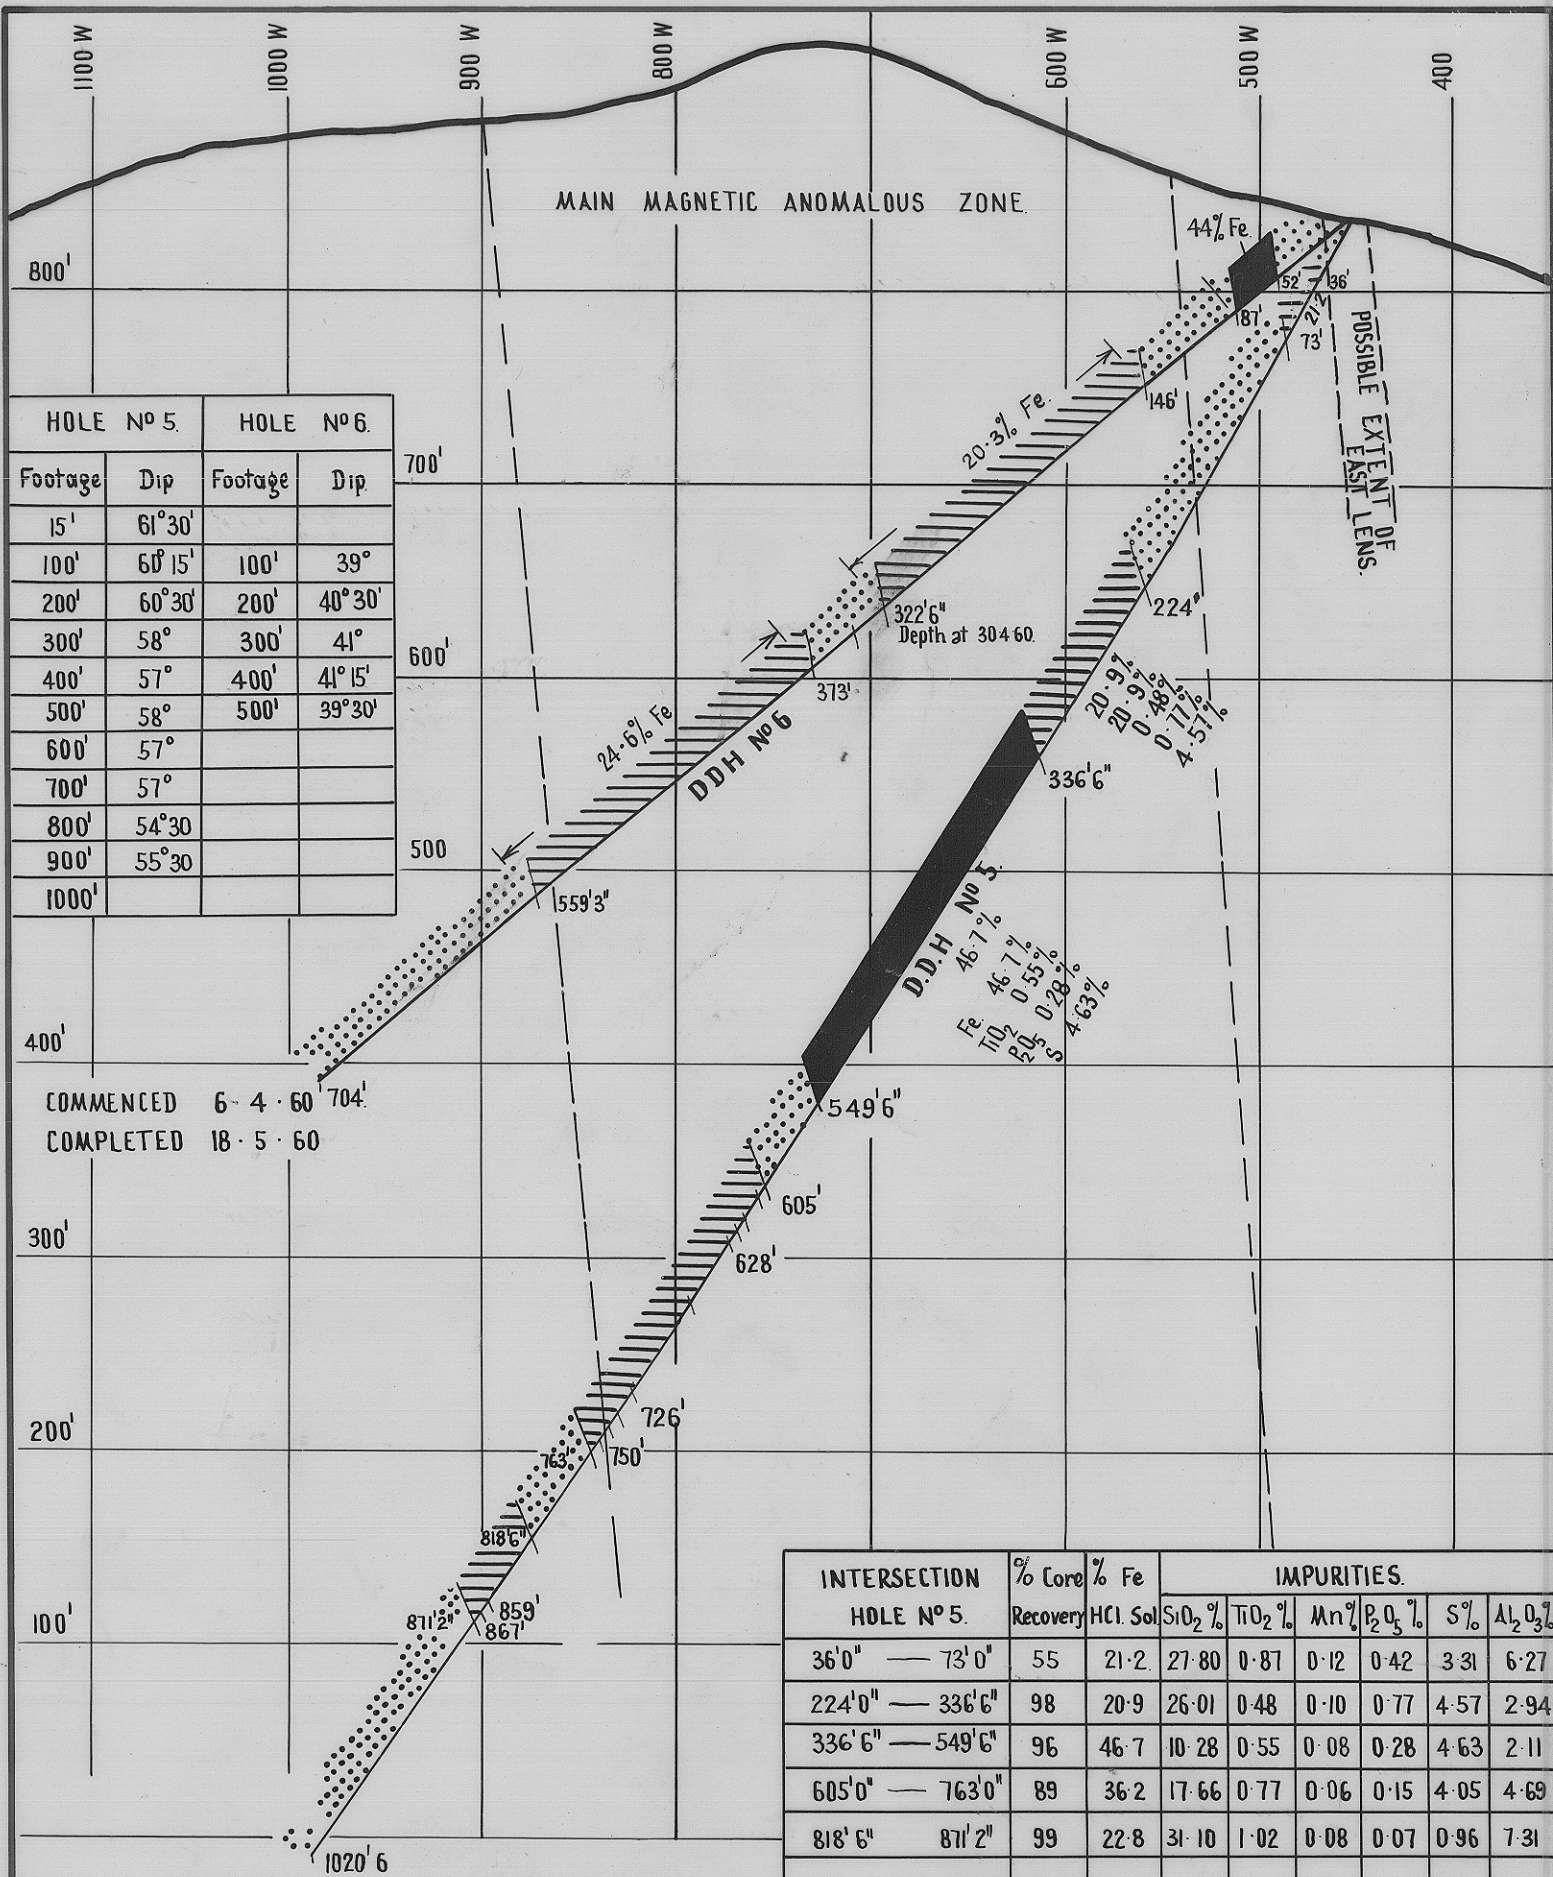 1100 W
1000 W
900 W
800 W
600 W
500 W
400
MAIN MAGNETIC ANOMALOUS ZONE.
44% Fe.
800'
52'
36'
21·2
87'
73'
POSSIBLE EXTENT OF
EAST LENS.
146'
20·3% Fe.
HOLE Nº 5. HOLE Nº 6.
Footage Dip Footage Dip.
15' 61°30'
100' 60°15' 100' 39°
200' 60°30' 200' 40°30'
300' 58° 300' 41°
400' 57° 400' 41°15'
500' 58° 500' 39°30'
600' 57°
700' 57°
800' 54°30
900' 55°30
1000'
700'
322'6"
Depth at 30·4·60.
224'
600'
373'
20·9%
20·9%
0·48%
0·77%
4·57%
24·6% Fe
DDH Nº 6
336'6"
500
559'3"
D.D.H Nº 5.
46·7%
Fe. 46·7%
TiO2 0·55%
P2O5 0·28%
S 4·63%
400'
COMMENCED 6·4·60
704'
COMPLETED 18·5·60
549'6"
605'
300'
628'
726'
200'
763'
750'
818'6"
859'
871'2"
867'
100'
1020'6
INTERSECTION % Core % Fe IMPURITIES.
HOLE Nº 5. Recovery HCl. Sol SiO2 % TiO2 % Mn% P2O5 % S% Al2O3%
36'0" — 73'0" 55 21·2 27·80 0·87 0·12 0·42 3·31 6·27
224'0" — 336'6" 98 20·9 26·01 0·48 0·10 0·77 4·57 2·94
336'6" — 549'6" 96 46·7 10·28 0·55 0·08 0·28 4·63 2·11
605'0" — 763'0" 89 36·2 17·66 0·77 0·06 0·15 4·05 4·69
818'6" 871'2" 99 22·8 31·10 1·02 0·08 0·07 0·96 7·31